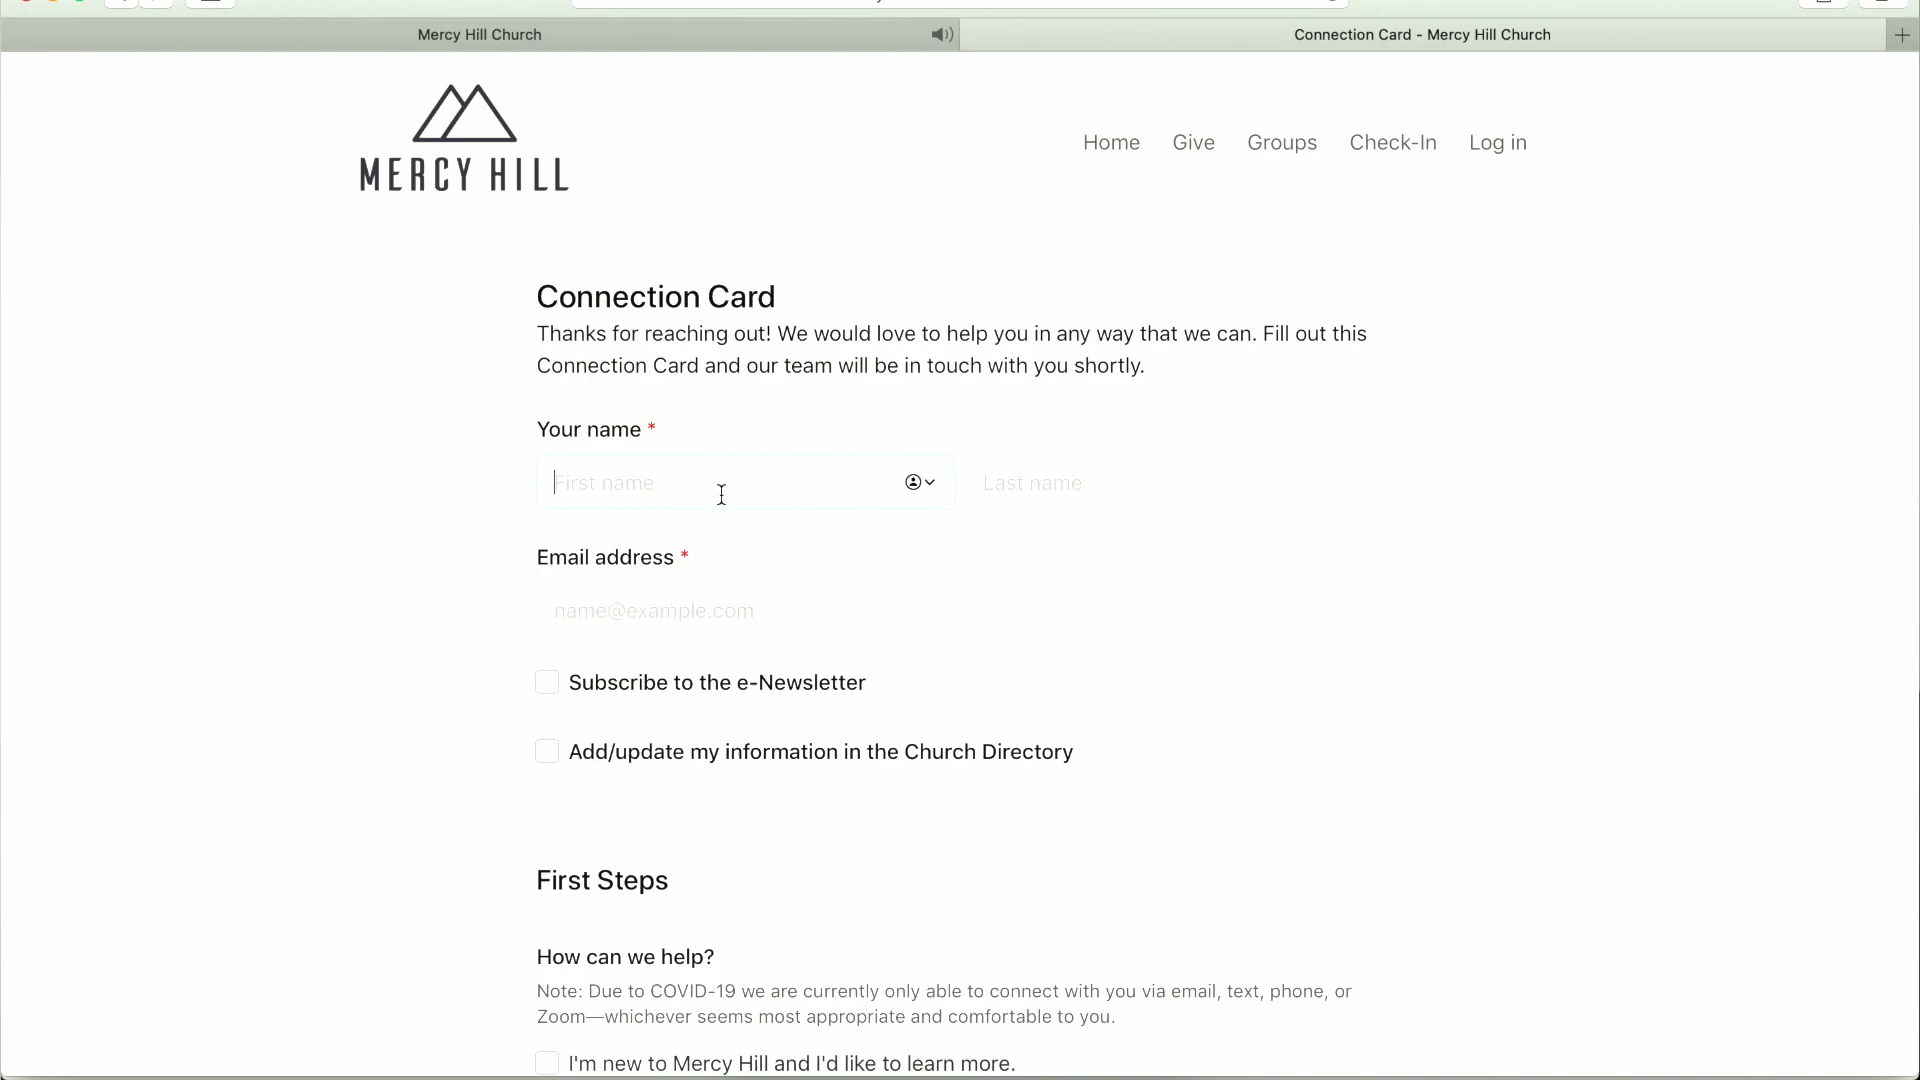 Mercy Hill Church
Connection Card - Mercy Hill Church
MERCY HILL
Home Give Groups Check-In Log in
Connection Card
Thanks for reaching out! We would love to help you in any way that we can. Fill out this
Connection Card and our team will be in touch with you shortly.
Your name *
First name Last name
Email address *
name@example.com
Subscribe to the e-Newsletter
Add/update my information in the Church Directory
First Steps
How can we help?
Note: Due to COVID-19 we are currently only able to connect with you via email, text, phone, or
Zoom—whichever seems most appropriate and comfortable to you.
I'm new to Mercy Hill and I'd like to learn more.